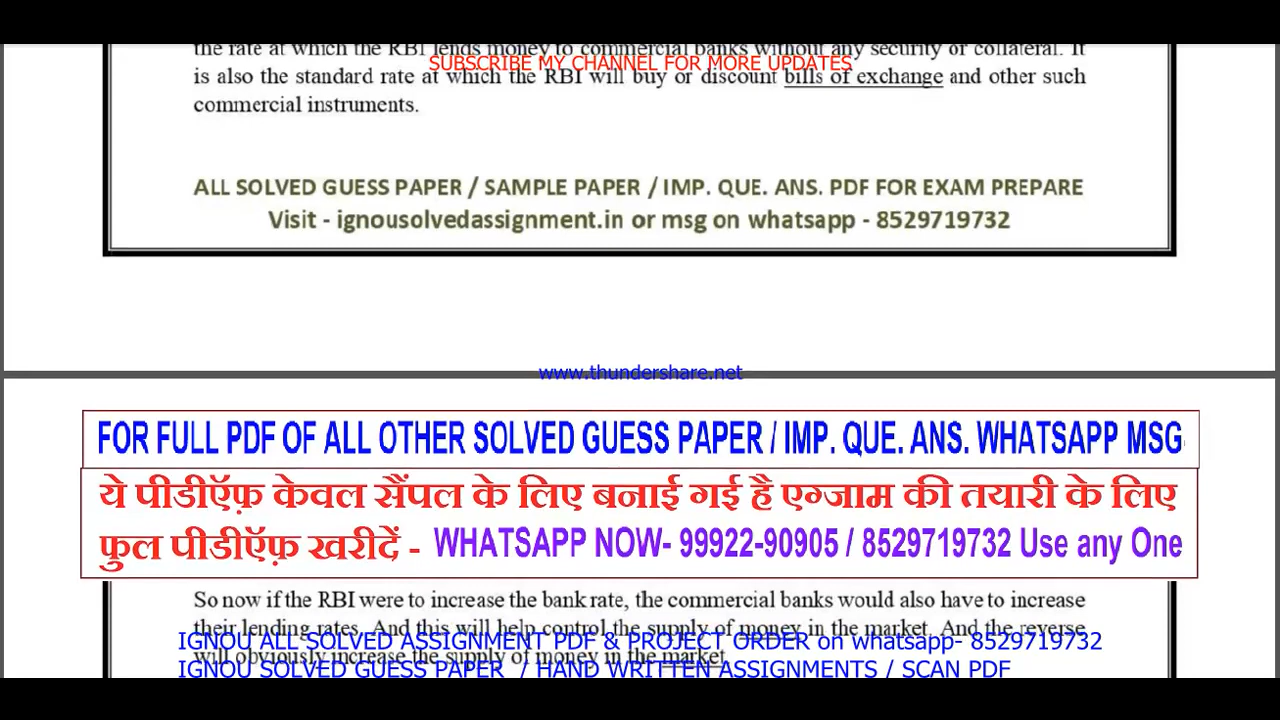 the rate at which the RBI lends money to commercial banks without any security or collateral. It
SUBSCRIBE MY CHANNEL FOR MORE UPDATES
is also the standard rate at which the RBI will buy or discount bills of exchange and other such
commercial instruments.
ALL SOLVED GUESS PAPER / SAMPLE PAPER / IMP. QUE. ANS. PDF FOR EXAM PREPARE
Visit - ignousolvedassignment.in or msg on whatsapp - 8529719732
www.thundershare.net
FOR FULL PDF OF ALL OTHER SOLVED GUESS PAPER / IMP. QUE. ANS. WHATSAPP MSG
ये पीडीऍफ़ केवल सैंपल के लिए बनाई गई है एग्जाम की तयारी के लिए
फुल पीडीऍफ़ खरीदें - WHATSAPP NOW- 99922-90905 / 8529719732 Use any One
So now if the RBI were to increase the bank rate, the commercial banks would also have to increase
their lending rates. And this will help control the supply of money in the market. And the reverse
IGNOU ALL SOLVED ASSIGNMENT PDF & PROJECT ORDER on whatsapp- 8529719732
will obviously increase the supply of money in the market
IGNOU SOLVED GUESS PAPER / HAND WRITTEN ASSIGNMENTS / SCAN PDF